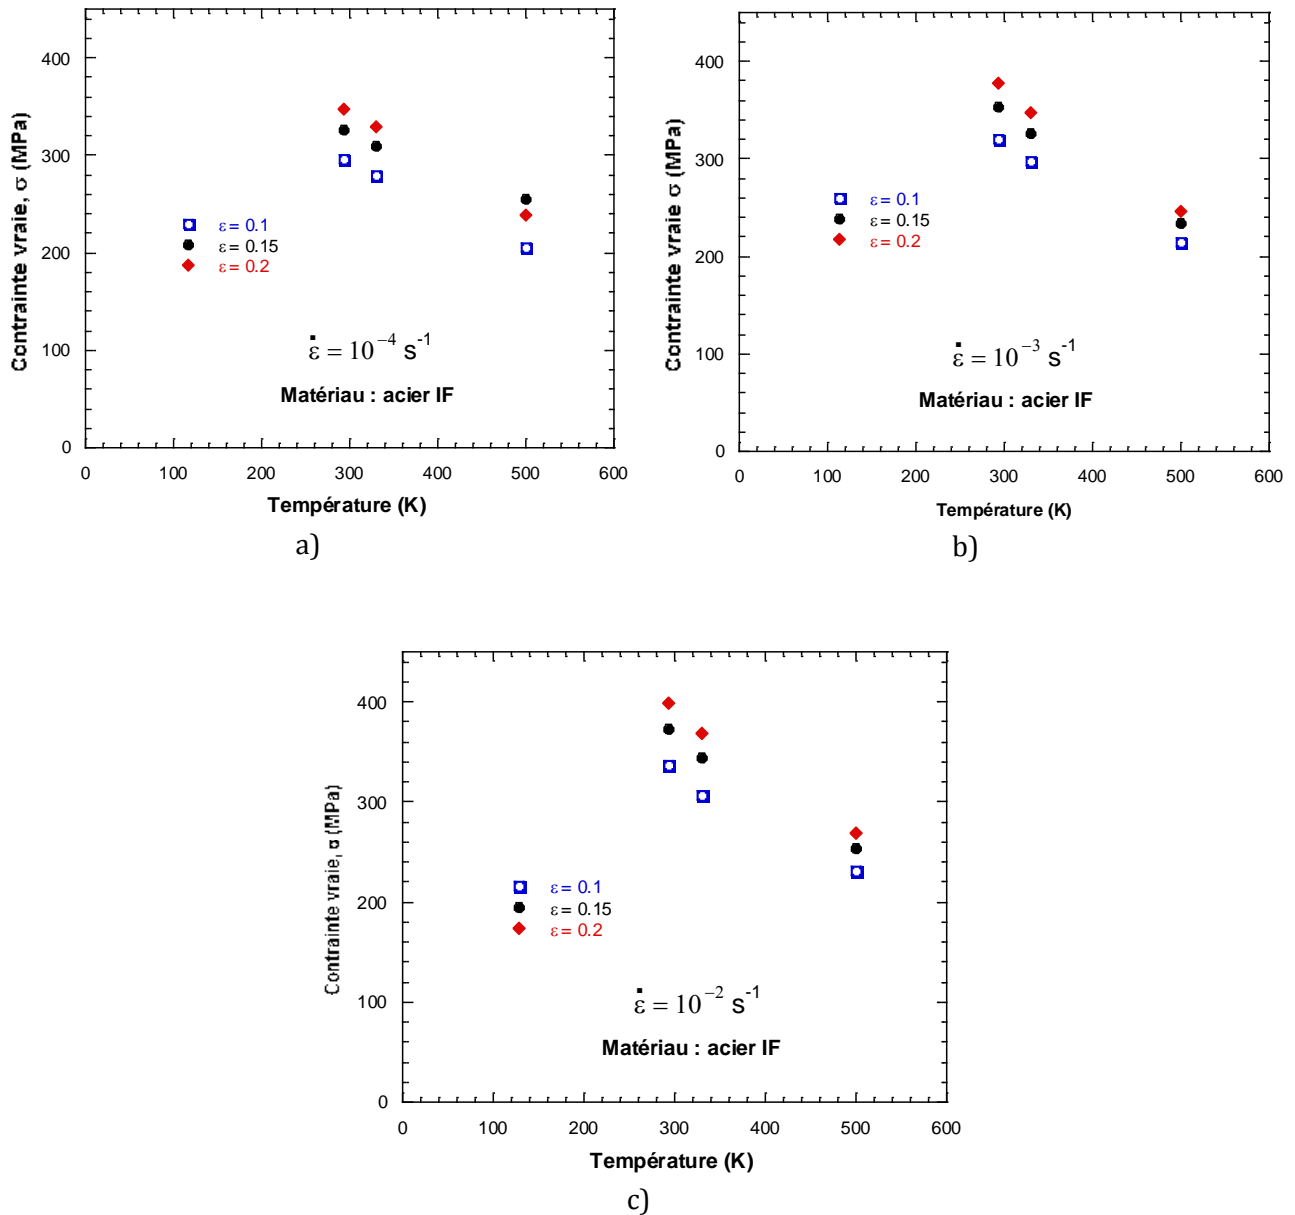 400
300
200
100
0
0 100 200 300 400 500 600
Contrainte vraie, σ (MPa)
ε = 0.1
ε = 0.15
ε = 0.2
ε̇ = 10⁻⁴ s⁻¹
Matériau : acier IF
Température (K)
a)
400
300
200
100
0
0 100 200 300 400 500 600
Contrainte vraie σ (MPa)
ε = 0.1
ε = 0.15
ε = 0.2
ε̇ = 10⁻³ s⁻¹
Matériau : acier IF
Température (K)
b)
400
300
200
100
0
0 100 200 300 400 500 600
Contrainte vraie, σ (MPa)
ε = 0.1
ε = 0.15
ε = 0.2
ε̇ = 10⁻² s⁻¹
Matériau : acier IF
Température (K)
c)